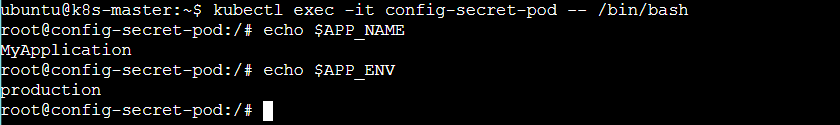 ubuntu@k8s-master:~$ kubectl exec -it config-secret-pod -- /bin/bash
root@config-secret-pod:/# echo $APP_NAME
MyApplication
root@config-secret-pod:/# echo $APP_ENV
production
root@config-secret-pod:/#